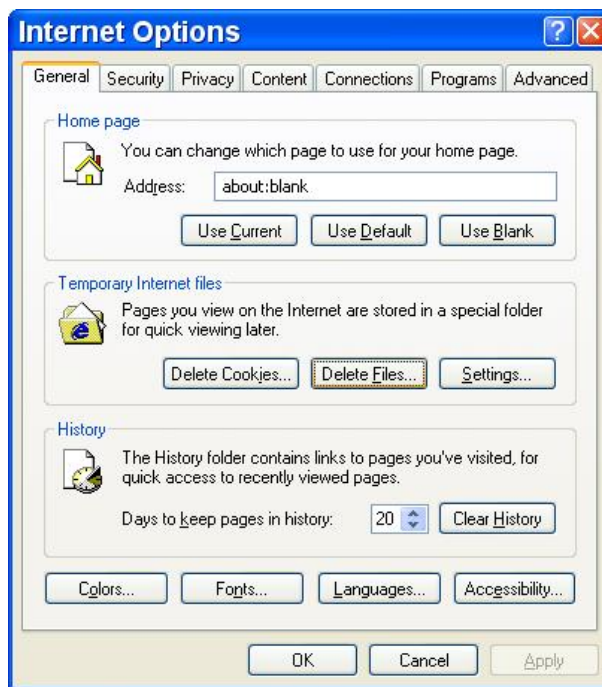 Internet Options
General Security Privacy Content Connections Programs Advanced
Home page
You can change which page to use for your home page.
Address: about:blank
Use Current Use Default Use Blank
Temporary Internet files
Pages you view on the Internet are stored in a special folder
for quick viewing later.
Delete Cookies... Delete Files... Settings...
History
The History folder contains links to pages you've visited, for
quick access to recently viewed pages.
Days to keep pages in history: 20 Clear History
Colors... Fonts... Languages... Accessibility...
OK Cancel Apply